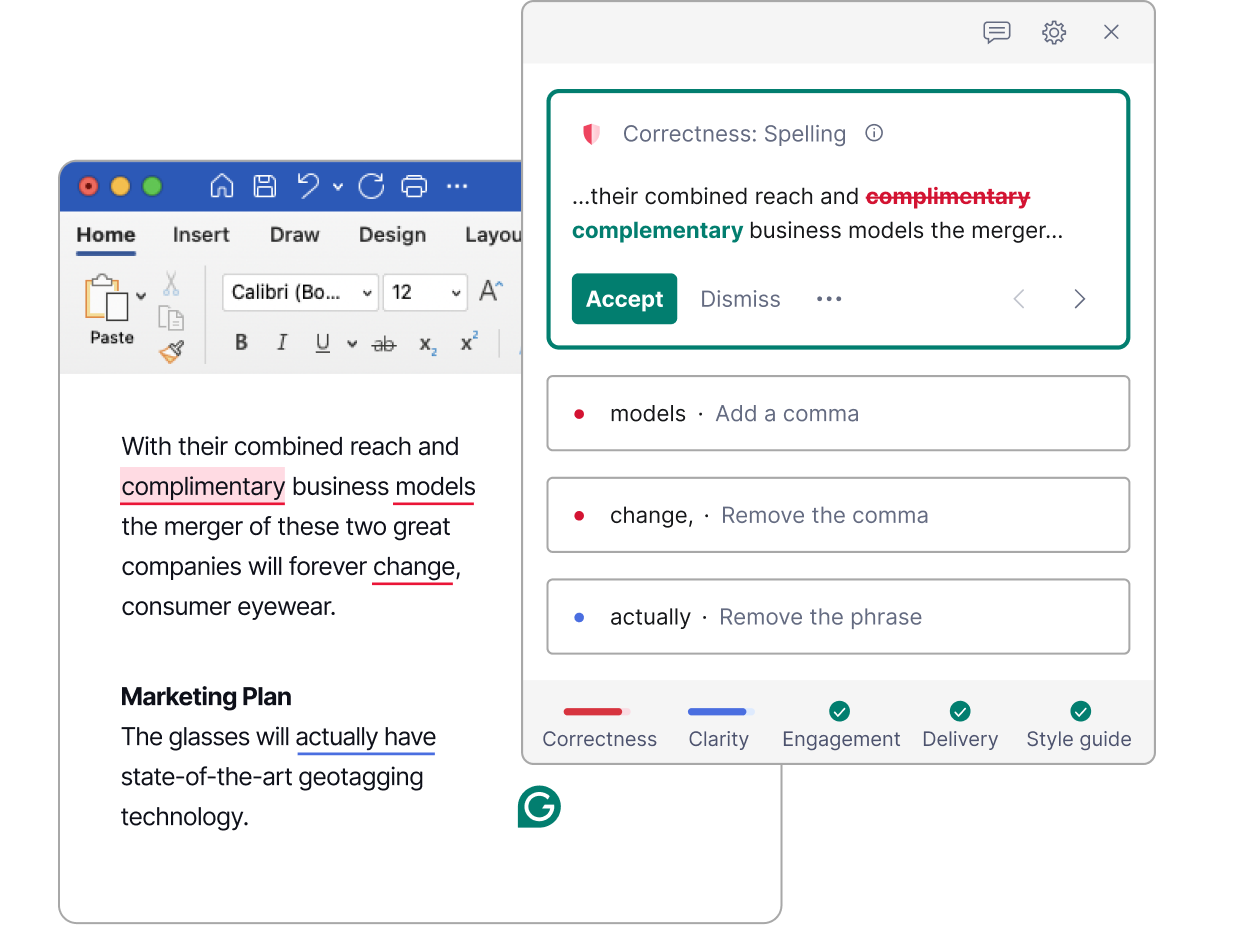 Home Insert Draw Design Layou
Calibri (Bo... 12 A^
Paste B I U ab x₂ x²
With their combined reach and
complimentary business models
the merger of these two great
companies will forever change,
consumer eyewear.
Marketing Plan
The glasses will actually have
state-of-the-art geotagging
technology.
Correctness: Spelling
...their combined reach and complimentary
complementary business models the merger...
Accept Dismiss
models · Add a comma
change, · Remove the comma
actually · Remove the phrase
Correctness Clarity Engagement Delivery Style guide
G